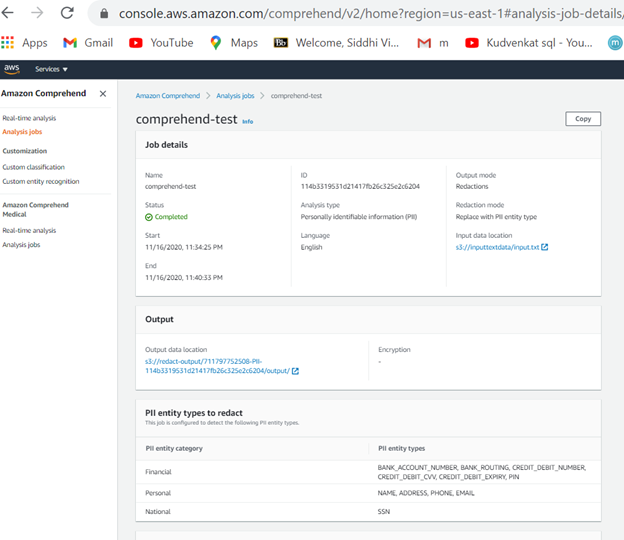 console.aws.amazon.com/comprehend/v2/home?region=us-east-1#analysis-job-details/
Apps Gmail YouTube Maps Bb Welcome, Siddhi Vi... m Kudvenkat sql - You... m
aws Services
Amazon Comprehend
Real-time analysis
Analysis jobs
Customization
Custom classification
Custom entity recognition
Amazon Comprehend
Medical
Real-time analysis
Analysis jobs
Amazon Comprehend > Analysis jobs > comprehend-test
comprehend-test Info
Copy
Job details
Name
comprehend-test
Status
Completed
Start
11/16/2020, 11:34:25 PM
End
11/16/2020, 11:40:33 PM
ID
114b3319531d21417fb26c325e2c6204
Analysis type
Personally identifiable information (PII)
Language
English
Output mode
Redactions
Redaction mode
Replace with PII entity type
Input data location
s3://inputtextdata/input.txt
Output
Output data location
s3://redact-output/711797752508-PII-
114b3319531d21417fb26c325e2c6204/output/
Encryption
-
PII entity types to redact
This job is configured to detect the following PII entity types.
PII entity category PII entity types
Financial BANK_ACCOUNT_NUMBER, BANK_ROUTING, CREDIT_DEBIT_NUMBER,
CREDIT_DEBIT_CVV, CREDIT_DEBIT_EXPIRY, PIN
Personal NAME, ADDRESS, PHONE, EMAIL
National SSN